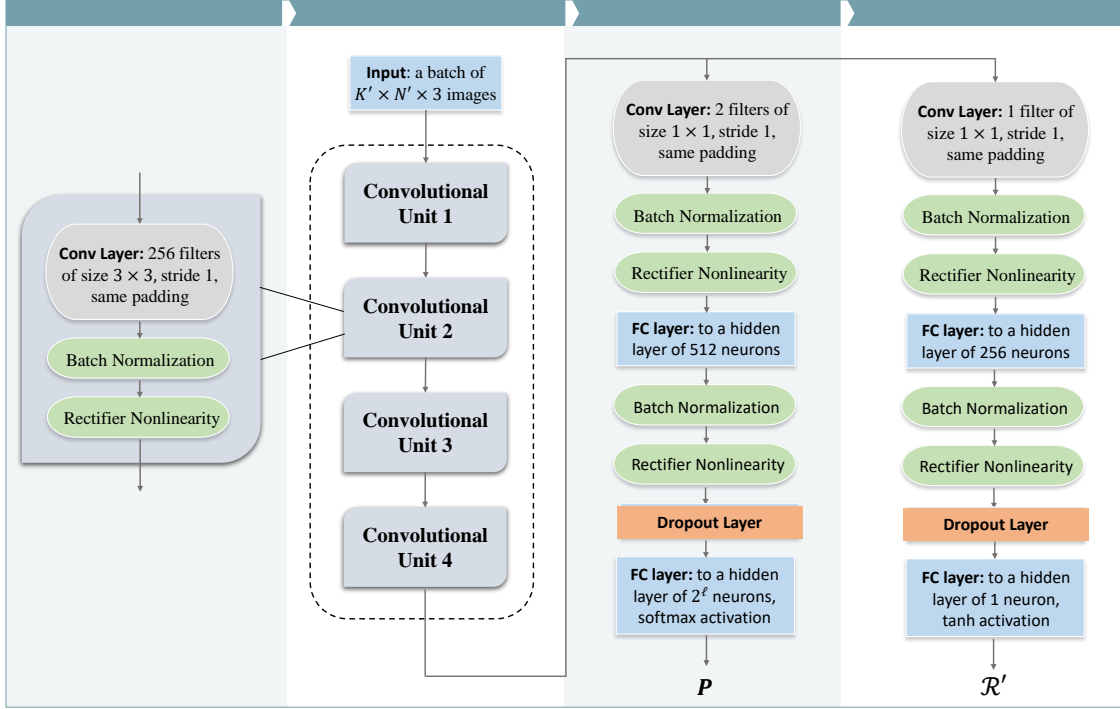 Conv Layer: 256 filters
of size 3 × 3, stride 1,
same padding
Batch Normalization
Rectifier Nonlinearity
Input: a batch of
K′ × N′ × 3 images
Convolutional
Unit 1
Convolutional
Unit 2
Convolutional
Unit 3
Convolutional
Unit 4
Conv Layer: 2 filters of
size 1 × 1, stride 1,
same padding
Batch Normalization
Rectifier Nonlinearity
FC layer: to a hidden
layer of 512 neurons
Batch Normalization
Rectifier Nonlinearity
Dropout Layer
FC layer: to a hidden
layer of 2^ℓ neurons,
softmax activation
P
Conv Layer: 1 filter of
size 1 × 1, stride 1,
same padding
Batch Normalization
Rectifier Nonlinearity
FC layer: to a hidden
layer of 256 neurons
Batch Normalization
Rectifier Nonlinearity
Dropout Layer
FC layer: to a hidden
layer of 1 neuron,
tanh activation
ℛ′